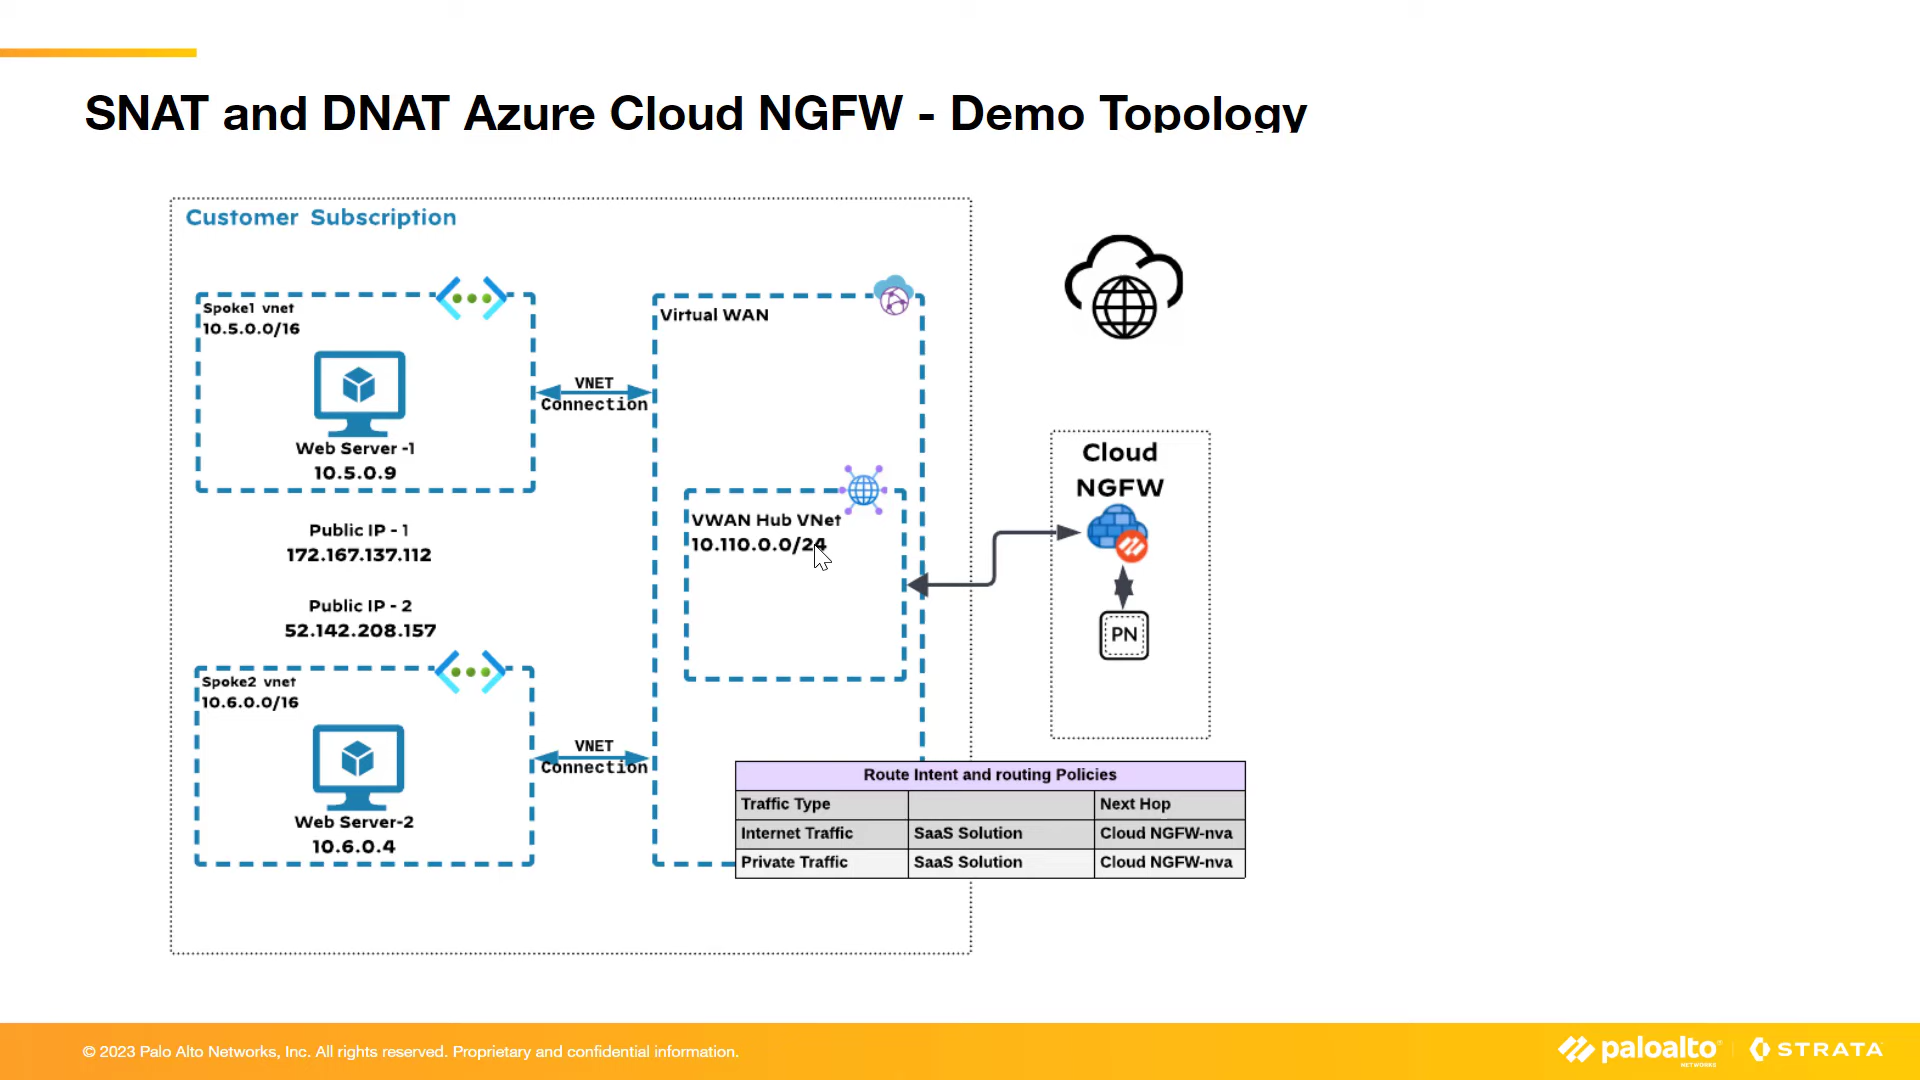 SNAT and DNAT Azure Cloud NGFW - Demo Topology
Customer Subscription
Spoke1 vnet
10.5.0.0/16
Web Server -1
10.5.0.9
VNET
Connection
Public IP - 1
172.167.137.112
Public IP - 2
52.142.208.157
Spoke2 vnet
10.6.0.0/16
Web Server-2
10.6.0.4
VNET
Connection
Virtual WAN
VWAN Hub VNet
10.110.0.0/24
Cloud
NGFW
PN
Route Intent and routing Policies
Traffic Type Next Hop
Internet Traffic SaaS Solution Cloud NGFW-nva
Private Traffic SaaS Solution Cloud NGFW-nva
© 2023 Palo Alto Networks, Inc. All rights reserved. Proprietary and confidential information.
paloalto
NETWORKS
STRATA